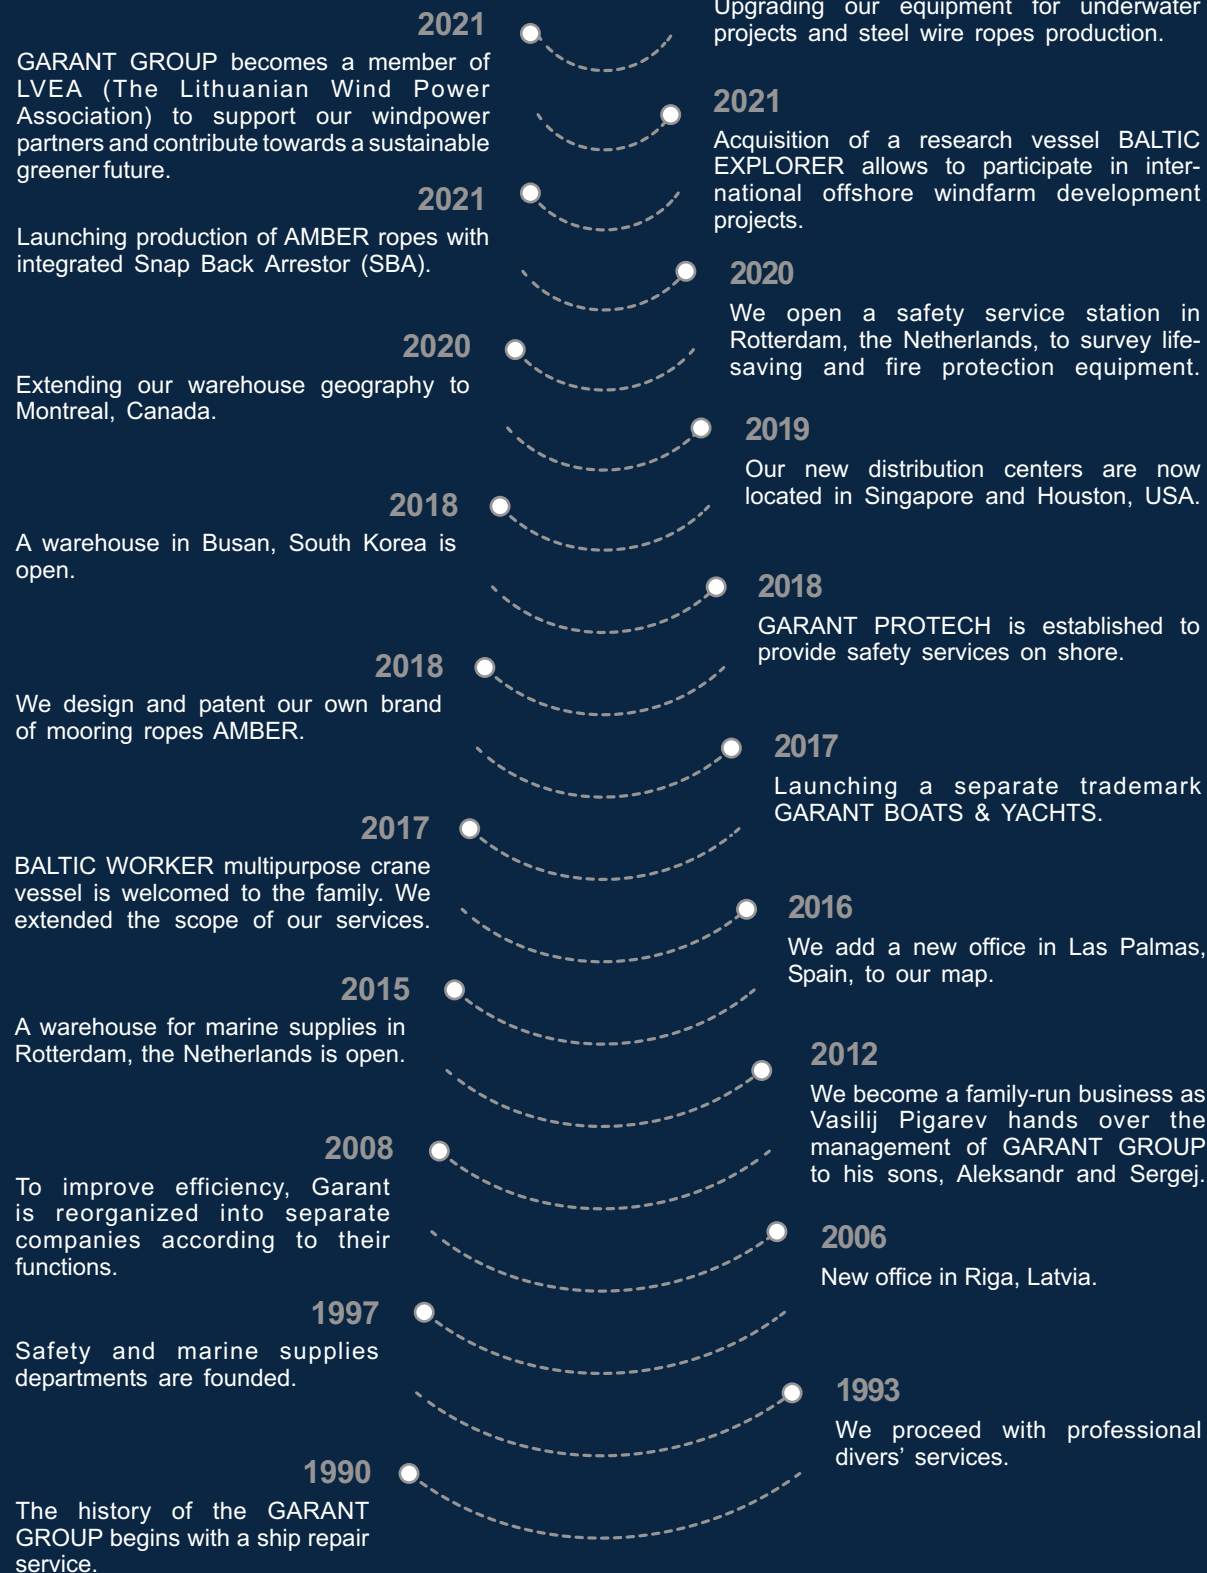 Upgrading our equipment for underwater
projects and steel wire ropes production.
2021
GARANT GROUP becomes a member of
LVEA (The Lithuanian Wind Power
Association) to support our windpower
partners and contribute towards a sustainable
greener future.
2021
Acquisition of a research vessel BALTIC
EXPLORER allows to participate in inter-
national offshore windfarm development
projects.
2021
Launching production of AMBER ropes with
integrated Snap Back Arrestor (SBA).
2020
We open a safety service station in
Rotterdam, the Netherlands, to survey life-
saving and fire protection equipment.
2020
Extending our warehouse geography to
Montreal, Canada.
2019
Our new distribution centers are now
located in Singapore and Houston, USA.
2018
A warehouse in Busan, South Korea is
open.
2018
GARANT PROTECH is established to
provide safety services on shore.
2018
We design and patent our own brand
of mooring ropes AMBER.
2017
Launching a separate trademark
GARANT BOATS & YACHTS.
2017
BALTIC WORKER multipurpose crane
vessel is welcomed to the family. We
extended the scope of our services.
2016
We add a new office in Las Palmas,
Spain, to our map.
2015
A warehouse for marine supplies in
Rotterdam, the Netherlands is open.
2012
We become a family-run business as
Vasilij Pigarev hands over the
management of GARANT GROUP
to his sons, Aleksandr and Sergej.
2008
To improve efficiency, Garant
is reorganized into separate
companies according to their
functions.
2006
New office in Riga, Latvia.
1997
Safety and marine supplies
departments are founded.
1993
We proceed with professional
divers’ services.
1990
The history of the GARANT
GROUP begins with a ship repair
service.